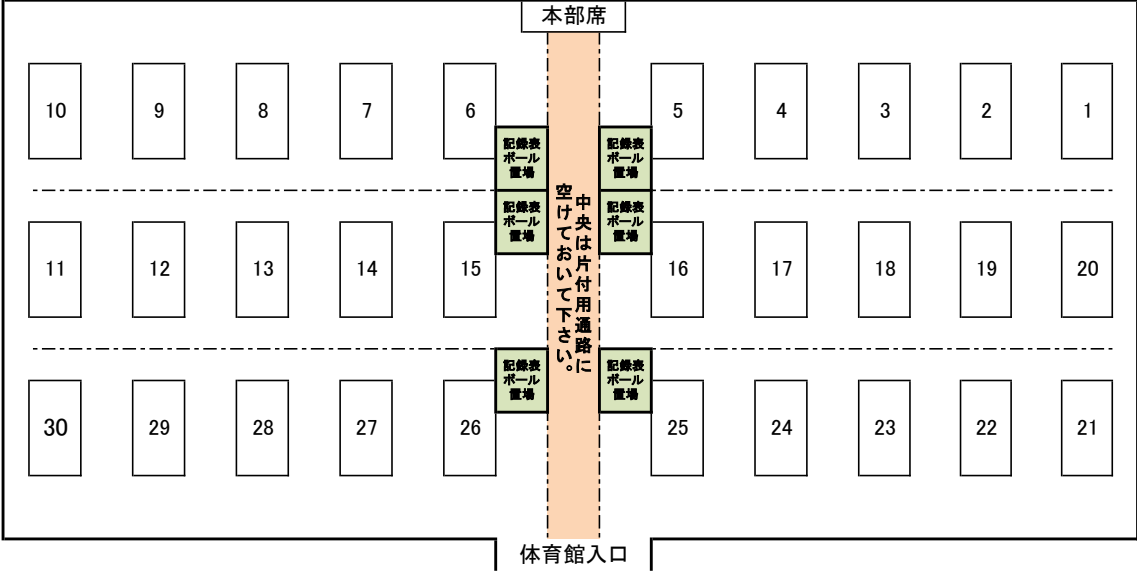 本部席
10
9
8
7
6
5
4
3
2
1
記録表
ボール
置場
記録表
ボール
置場
記録表
ボール
置場
記録表
ボール
置場
中央は片付用通路に
空けておいて下さい。
11
12
13
14
15
16
17
18
19
20
記録表
ボール
置場
記録表
ボール
置場
30
29
28
27
26
25
24
23
22
21
体育館入口